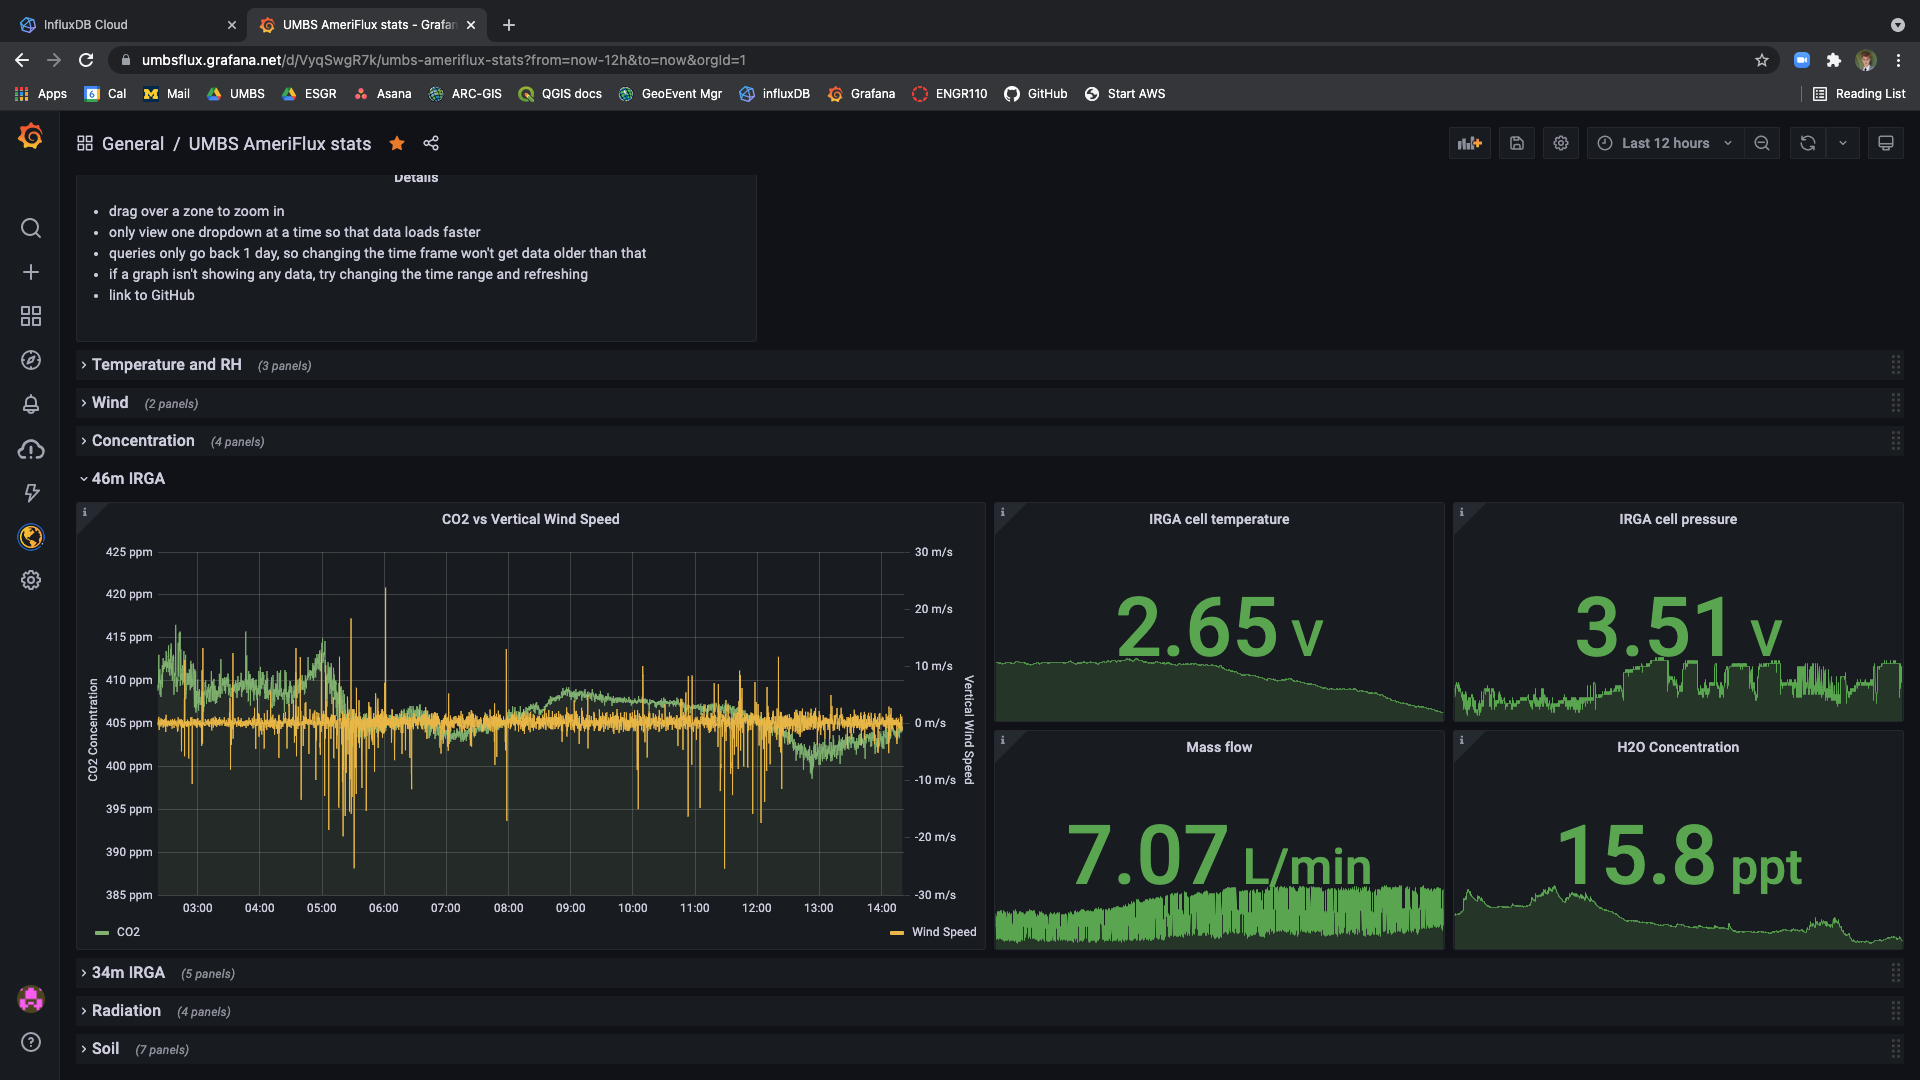 InfluxDB Cloud
UMBS AmeriFlux stats - Grafan
umbsflux.grafana.net/d/VyqSwgR7k/umbs-ameriflux-stats?from=now-12h&to=now&orgId=1
Apps 6 Cal M Mail UMBS ESGR Asana ARC-GIS QGIS docs GeoEvent Mgr influxDB Grafana ENGR110 GitHub Start AWS Reading List
General / UMBS AmeriFlux stats
Last 12 hours
Details
• drag over a zone to zoom in
• only view one dropdown at a time so that data loads faster
• queries only go back 1 day, so changing the time frame won't get data older than that
• if a graph isn't showing any data, try changing the time range and refreshing
• link to GitHub
Temperature and RH (3 panels)
Wind (2 panels)
Concentration (4 panels)
46m IRGA
CO2 vs Vertical Wind Speed
425 ppm
420 ppm
415 ppm
410 ppm
405 ppm
400 ppm
395 ppm
390 ppm
385 ppm
CO2 Concentration
30 m/s
20 m/s
10 m/s
0 m/s
-10 m/s
-20 m/s
-30 m/s
Vertical Wind Speed
03:00 04:00 05:00 06:00 07:00 08:00 09:00 10:00 11:00 12:00 13:00 14:00
CO2
Wind Speed
IRGA cell temperature
2.65 V
IRGA cell pressure
3.51 V
Mass flow
7.07 L/min
H2O Concentration
15.8 ppt
34m IRGA (5 panels)
Radiation (4 panels)
Soil (7 panels)